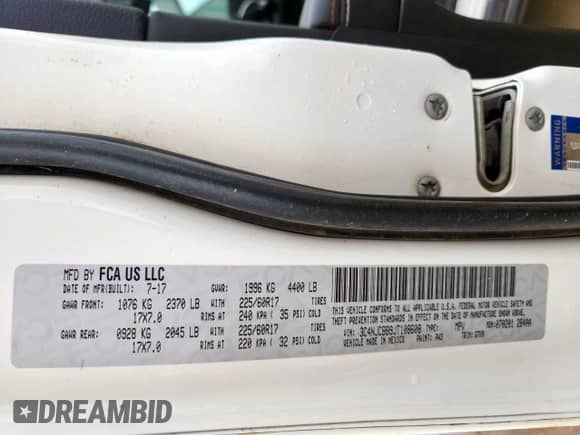 WARNING
MFD BY FCA US LLC
DATE OF MFR(BUILT): 7-17 GVWR: 1996 KG 4400 LB
GAWR FRONT: 1076 KG 2370 LB WITH 225/60R17 TIRES
17X7.0 RIMS AT 240 KPA ( 35 PSI) COLD
GAWR REAR: 0928 KG 2045 LB WITH 225/60R17 TIRES
17X7.0 RIMS AT 220 KPA ( 32 PSI) COLD
THIS VEHICLE CONFORMS TO ALL APPLICABLE U.S.A. FEDERAL MOTOR VEHICLE SAFETY AND
THEFT PREVENTION STANDARDS IN EFFECT ON THE DATE OF MANUFACTURE SHOWN ABOVE
TYPE: MPV
VEHICLE MADE IN MEXICO PAINT: PW3
DREAMBID